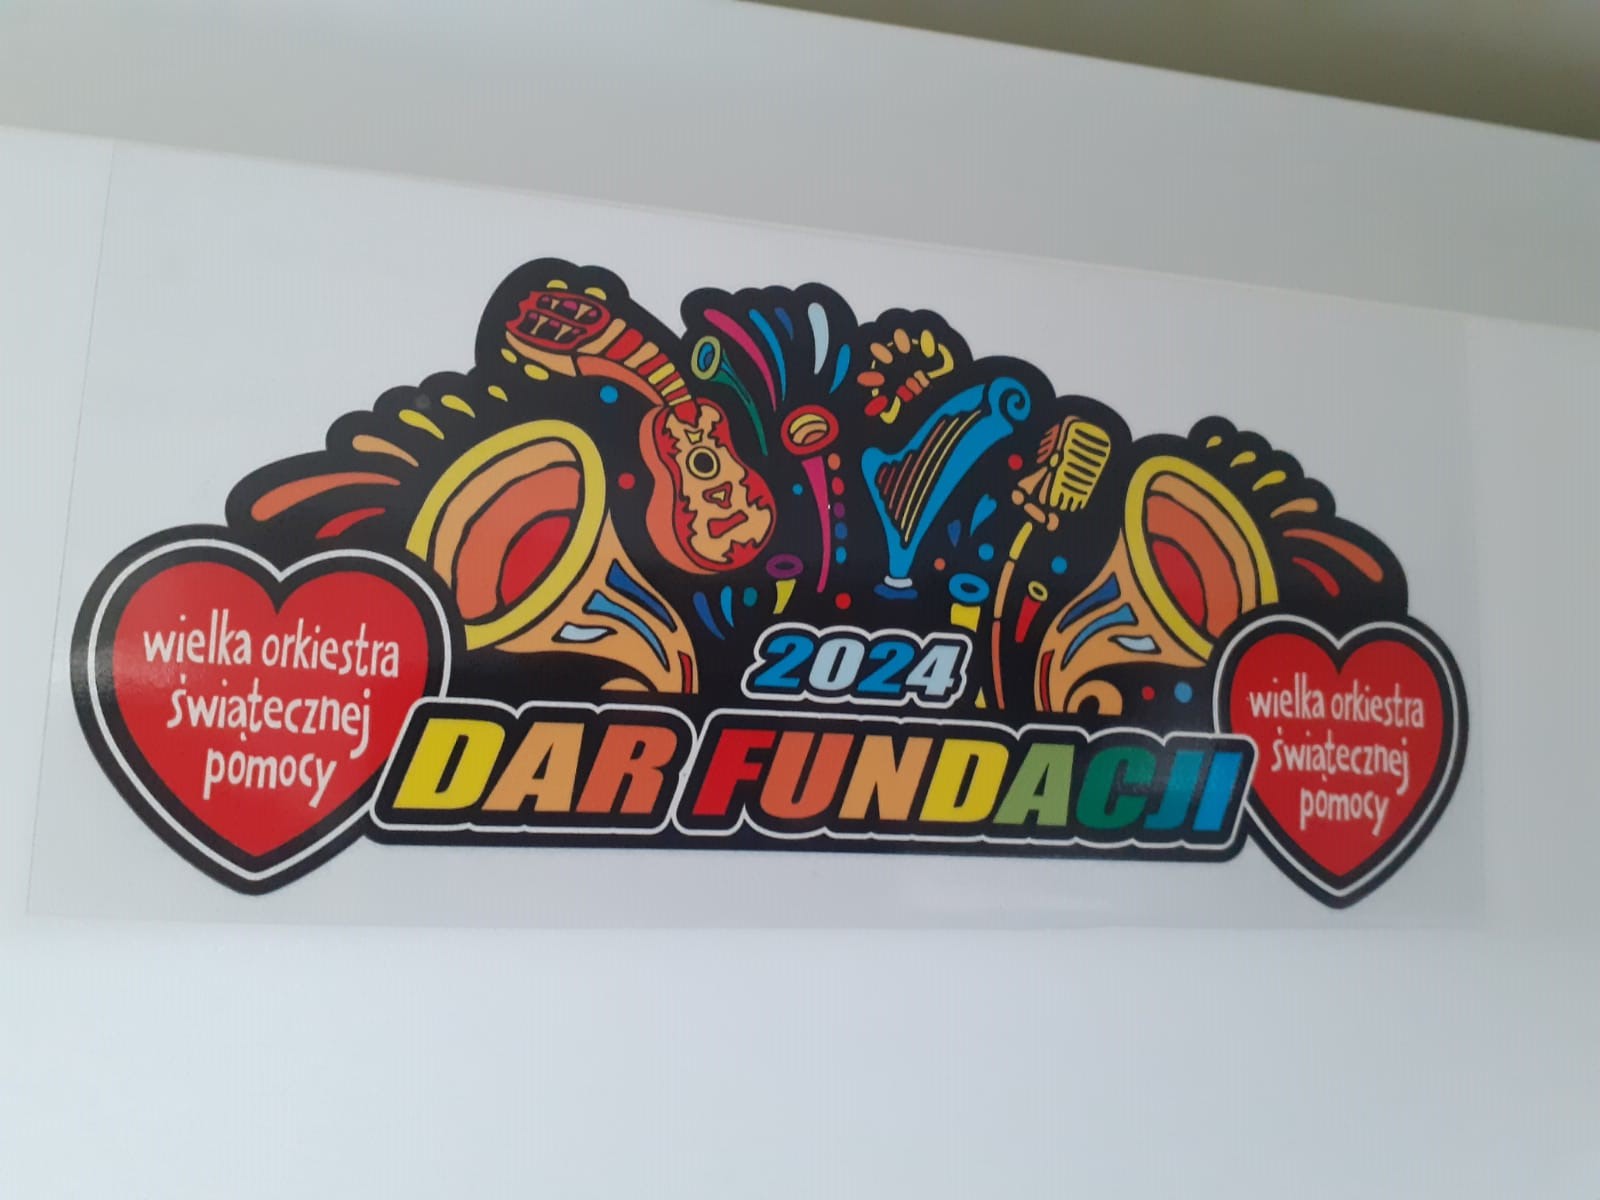 wielka orkiestra
świątecznej
pomocy
2024
DAR FUNDACJI
wielka orkiestra
świątecznej
pomocy